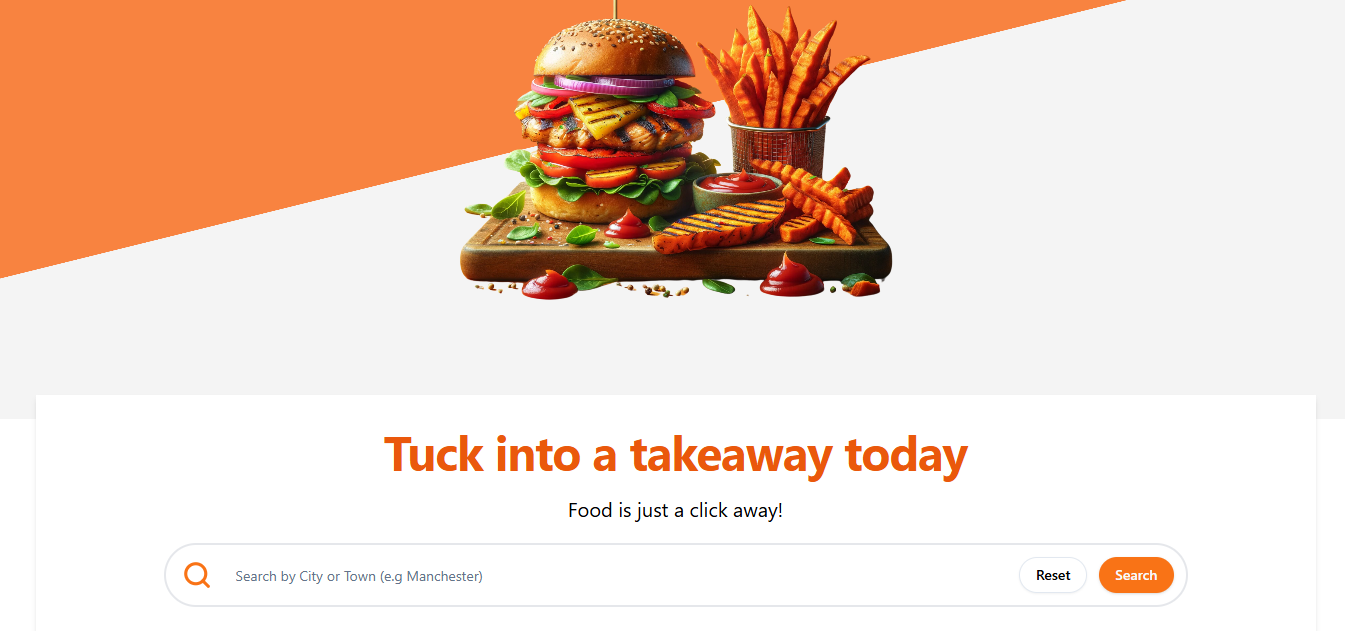 Tuck into a takeaway today
Food is just a click away!
Search by City or Town (e.g Manchester)
Reset
Search